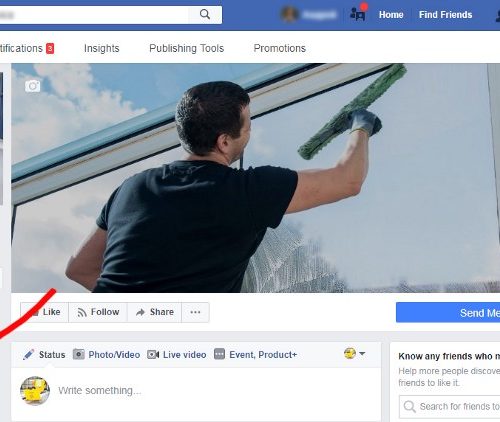 Home Find Friends
tifications 3 Insights Publishing Tools Promotions
Like Follow Share ...
Send Me
Status Photo/Video Live video Event, Product+
Write something...
Know any friends who m
Help more people discove
friends to like it.
Search for friends to